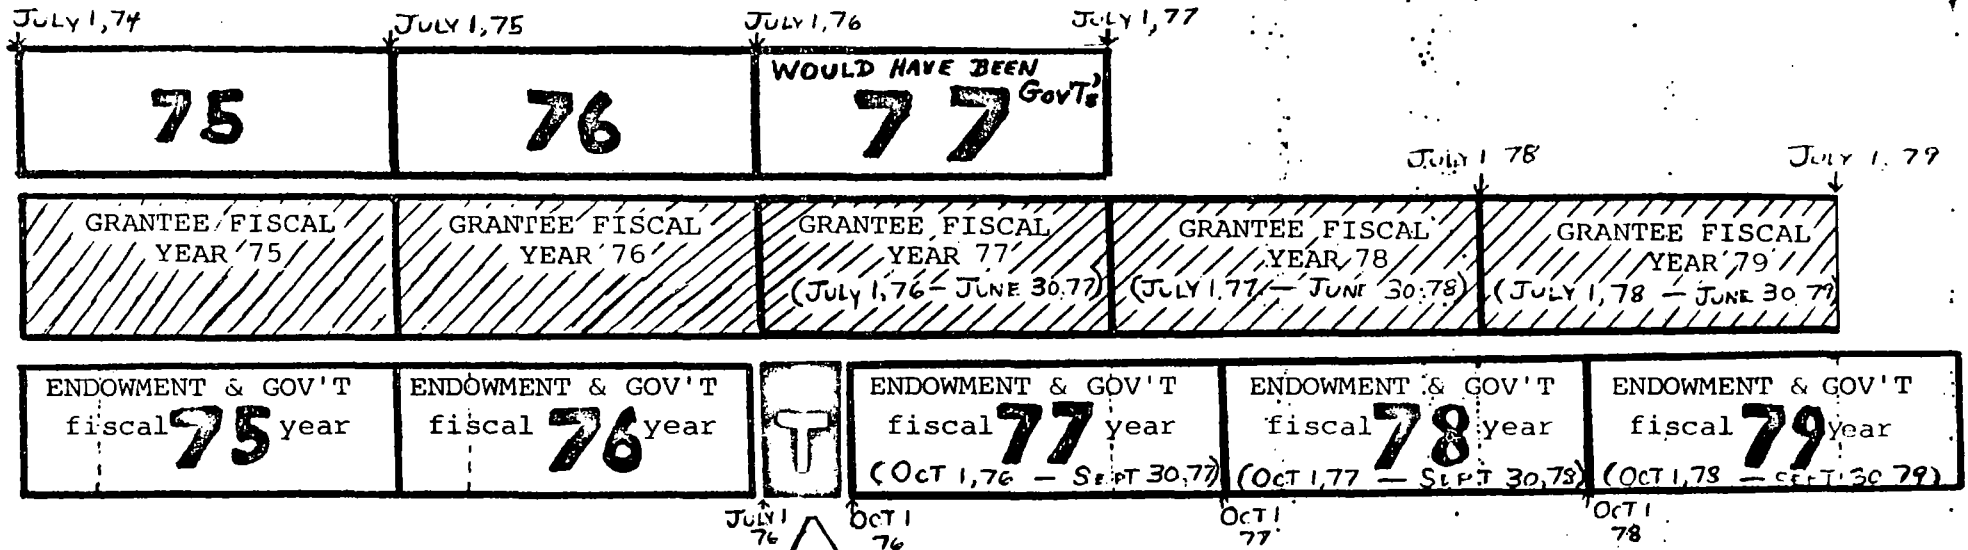 JULY 1, 74
JULY 1, 75
JULY 1, 76
JULY 1, 77
75
76
WOULD HAVE BEEN
GOV'T'S
77
JULY 1 78
JULY 1. 79
GRANTEE FISCAL
YEAR '75
GRANTEE FISCAL
YEAR '76
GRANTEE FISCAL
YEAR 77
(JULY 1, 76 – JUNE 30.77)
GRANTEE FISCAL
YEAR 78
(JULY 1.77 – JUNE 30.78)
GRANTEE FISCAL
YEAR '79
(JULY 1, 78 – JUNE 30 79)
ENDOWMENT & GOV'T
fiscal 75 year
ENDOWMENT & GOV'T
fiscal 76 year
T
ENDOWMENT & GOV'T
fiscal 77 year
(OCT 1, 76 – SEPT 30, 77)
ENDOWMENT & GOV'T
fiscal 78 year
(OCT 1, 77 – SEPT 30, 78)
ENDOWMENT & GOV'T
fiscal 79 year
(OCT 1, 78 – SEPT 30 79)
JULY 1
76
OCT 1
76
OCT 1
77
OCT 1
78